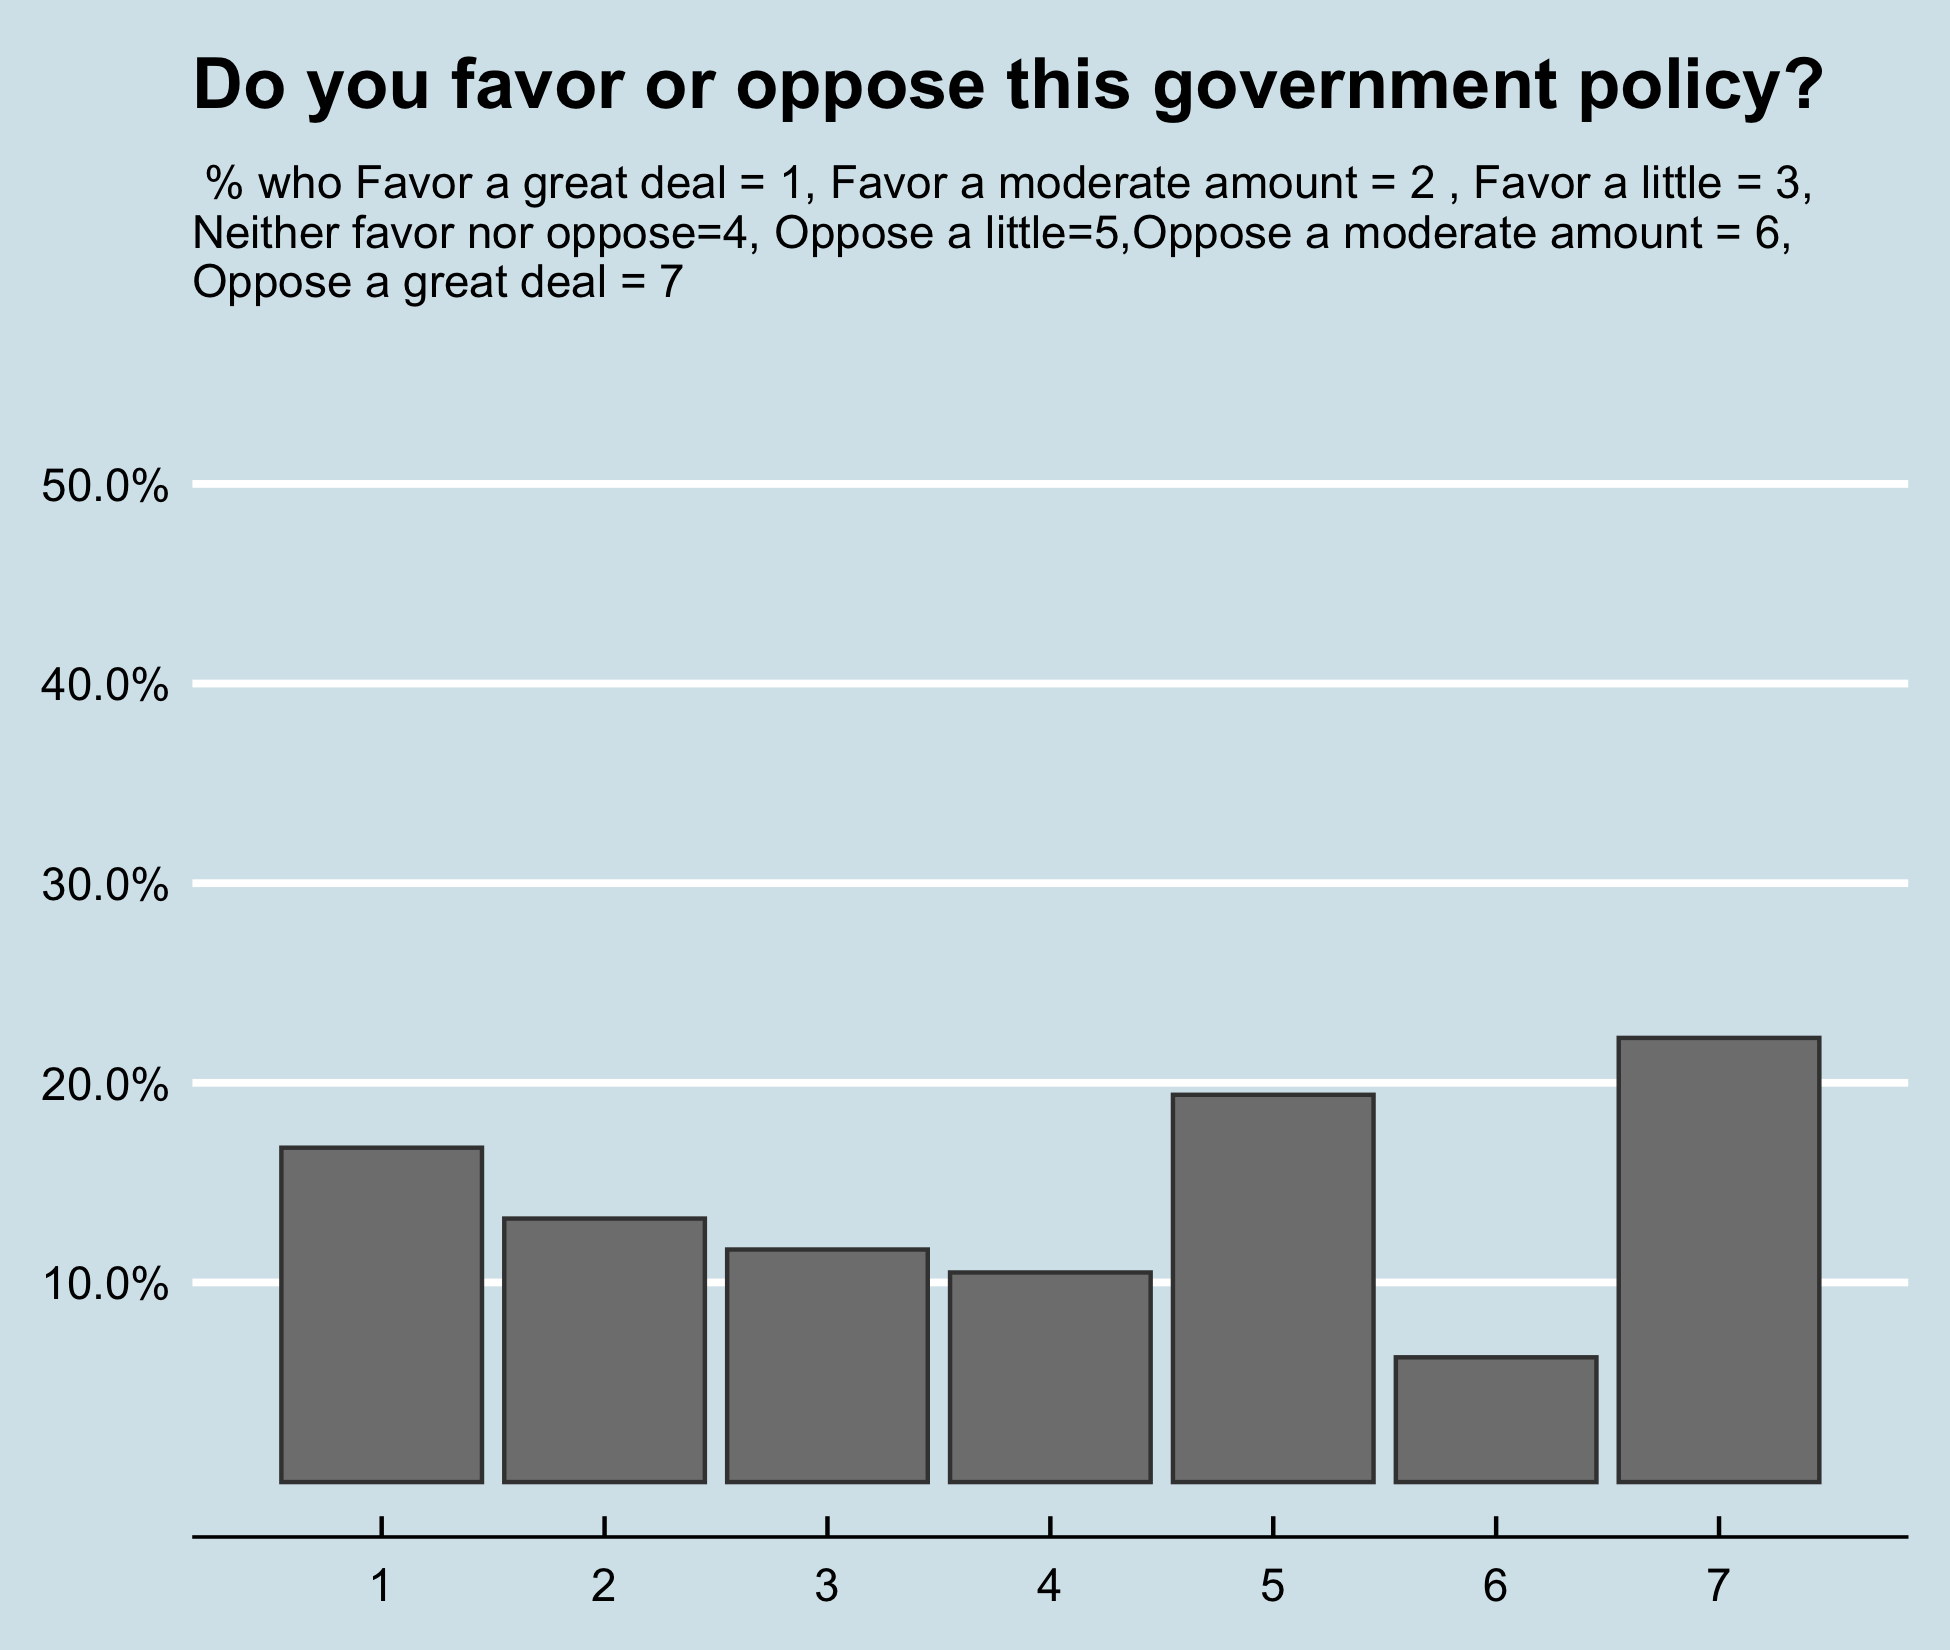 Do you favor or oppose this government policy?
% who Favor a great deal = 1, Favor a moderate amount = 2 , Favor a little = 3,
Neither favor nor oppose=4, Oppose a little=5,Oppose a moderate amount = 6,
Oppose a great deal = 7
50.0%
40.0%
30.0%
20.0%
10.0%
1 2 3 4 5 6 7